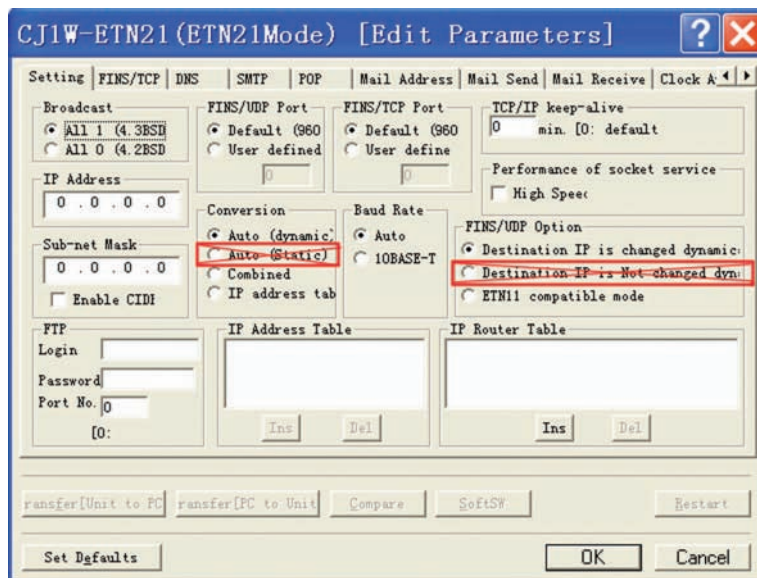 CJ1W-ETN21(ETN21Mode) [Edit Parameters]
Setting FINS/TCP DNS SMTP POP Mail Address Mail Send Mail Receive Clock A
Broadcast
All 1 (4.3BSD
All 0 (4.2BSD
FINS/UDP Port
Default (960
User defined
0
FINS/TCP Port
Default (960
User define
0
TCP/IP keep-alive
0 min. [0: default
Performance of socket service
High Speed
IP Address
0 .0 .0 .0
Sub-net Mask
0 .0 .0 .0
Enable CIDI
Conversion
Auto (dynamic)
Auto (Static)
Combined
IP address tab
Baud Rate
Auto
10BASE-T
FINS/UDP Option
Destination IP is changed dynamic
Destination IP is Not changed dyn
ETN11 compatible mode
FTP
Login
Password
Port No. 0
[0:
IP Address Table
Ins Del
IP Router Table
Ins Del
ransfer[Unit to PC ransfer[PC to Unit Compare SoftSW Restart
Set Defaults OK Cancel